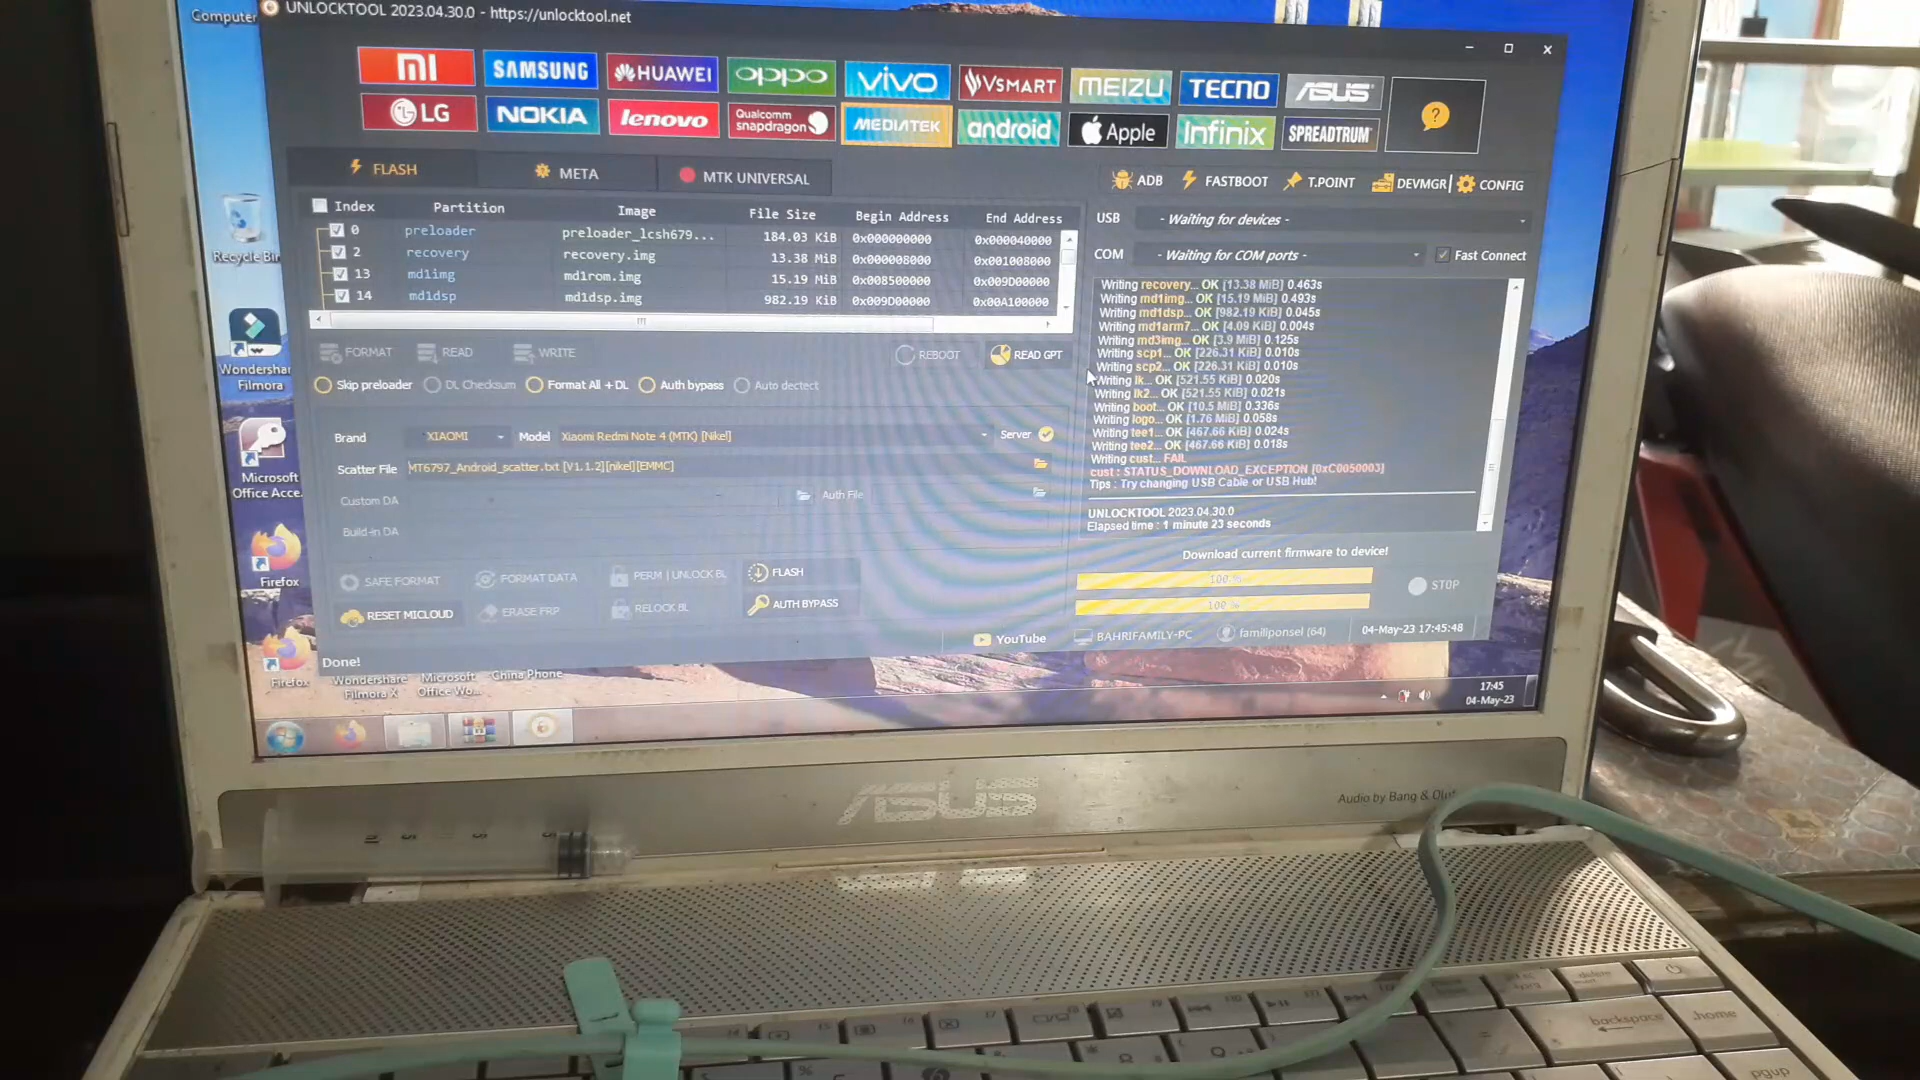 Computer
UNLOCKTOOL 2023.04.30.0 - https://unlocktool.net
MI SAMSUNG HUAWEI oppo vivo VSMART MEIZU TECNO ASUS
LG NOKIA lenovo Qualcomm snapdragon MEDIATEK android Apple Infinix SPREADTRUM ?
FLASH META MTK UNIVERSAL
ADB FASTBOOT T.POINT DEVMGR CONFIG
Index Partition Image File Size Begin Address End Address
0 preloader preloader_lcsh679... 184.03 KiB 0x000000000 0x000040000
2 recovery recovery.img 13.38 MiB 0x000008000 0x001008000
13 md1img md1rom.img 15.19 MiB 0x008500000 0x009D00000
14 md1dsp md1dsp.img 982.19 KiB 0x009D00000 0x00A100000
FORMAT READ WRITE REBOOT READ GPT
Skip preloader DL Checksum Format All + DL Auth bypass Auto dectect
Brand XIAOMI Model Xiaomi Redmi Note 4 (MTK) [Nikel] Server
Scatter File MT6797_Android_scatter.txt [V1.1.2][nikel][EMMC]
Custom DA Auth File
Build-in DA
SAFE FORMAT FORMAT DATA PERM | UNLOCK BL FLASH
RESET MICLOUD ERASE FRP RELOCK BL AUTH BYPASS
USB - Waiting for devices -
COM - Waiting for COM ports - Fast Connect
Writing recovery... OK [13.38 MiB] 0.463s
Writing md1img... OK [15.19 MiB] 0.493s
Writing md1dsp... OK [982.19 KiB] 0.045s
Writing md1arm7... OK [4.09 KiB] 0.004s
Writing md3img... OK [3.9 MiB] 0.125s
Writing scp1... OK [226.31 KiB] 0.010s
Writing scp2... OK [226.31 KiB] 0.010s
Writing lk... OK [521.55 KiB] 0.020s
Writing lk2... OK [521.55 KiB] 0.021s
Writing boot... OK [10.5 MiB] 0.336s
Writing logo... OK [1.76 MiB] 0.058s
Writing tee1... OK [467.66 KiB] 0.024s
Writing tee2... OK [467.66 KiB] 0.018s
Writing cust... FAIL
cust : STATUS_DOWNLOAD_EXCEPTION [0xC0050003]
Tips : Try changing USB Cable or USB Hub!
UNLOCKTOOL 2023.04.30.0
Elapsed time : 1 minute 23 seconds
Download current firmware to device!
100 %
100 %
STOP
YouTube BAHRIFAMILY-PC familiponsel (64) 04-May-23 17:45:48
Done!
Recycle Bin
Wondershare
Filmora
Microsoft
Office Acce...
Firefox
Firefox
Wondershare
Filmora X
Microsoft
Office Wo...
China Phone
17:45
04-May-23
ASUS
Audio by Bang & Oluf
backspace
home
pgup